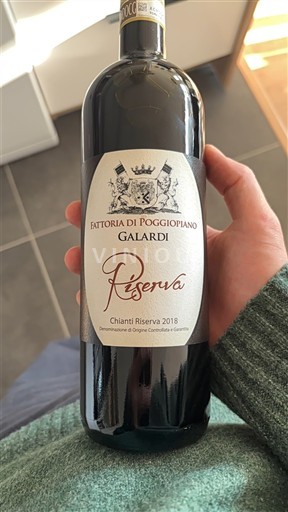 FATTORIA DI POGGIOPIANO
GALARDI
Riserva
Chianti Riserva 2018
Denominazione di Origine Controllata e Garantita